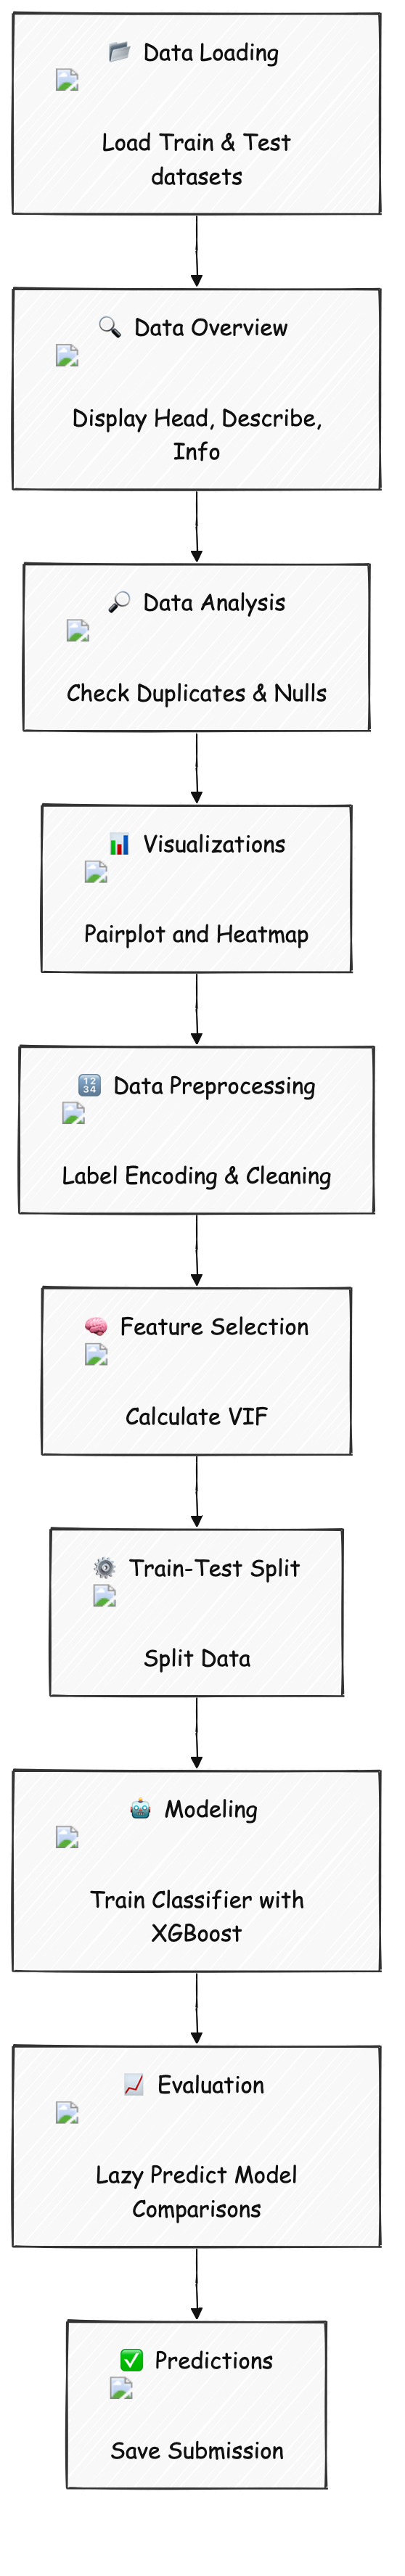 Data Loading
Load Train & Test
datasets
Data Overview
Display Head, Describe,
Info
Data Analysis
Check Duplicates & Nulls
Visualizations
Pairplot and Heatmap
Data Preprocessing
Label Encoding & Cleaning
Feature Selection
Calculate VIF
Train-Test Split
Split Data
Modeling
Train Classifier with
XGBoost
Evaluation
Lazy Predict Model
Comparisons
Predictions
Save Submission